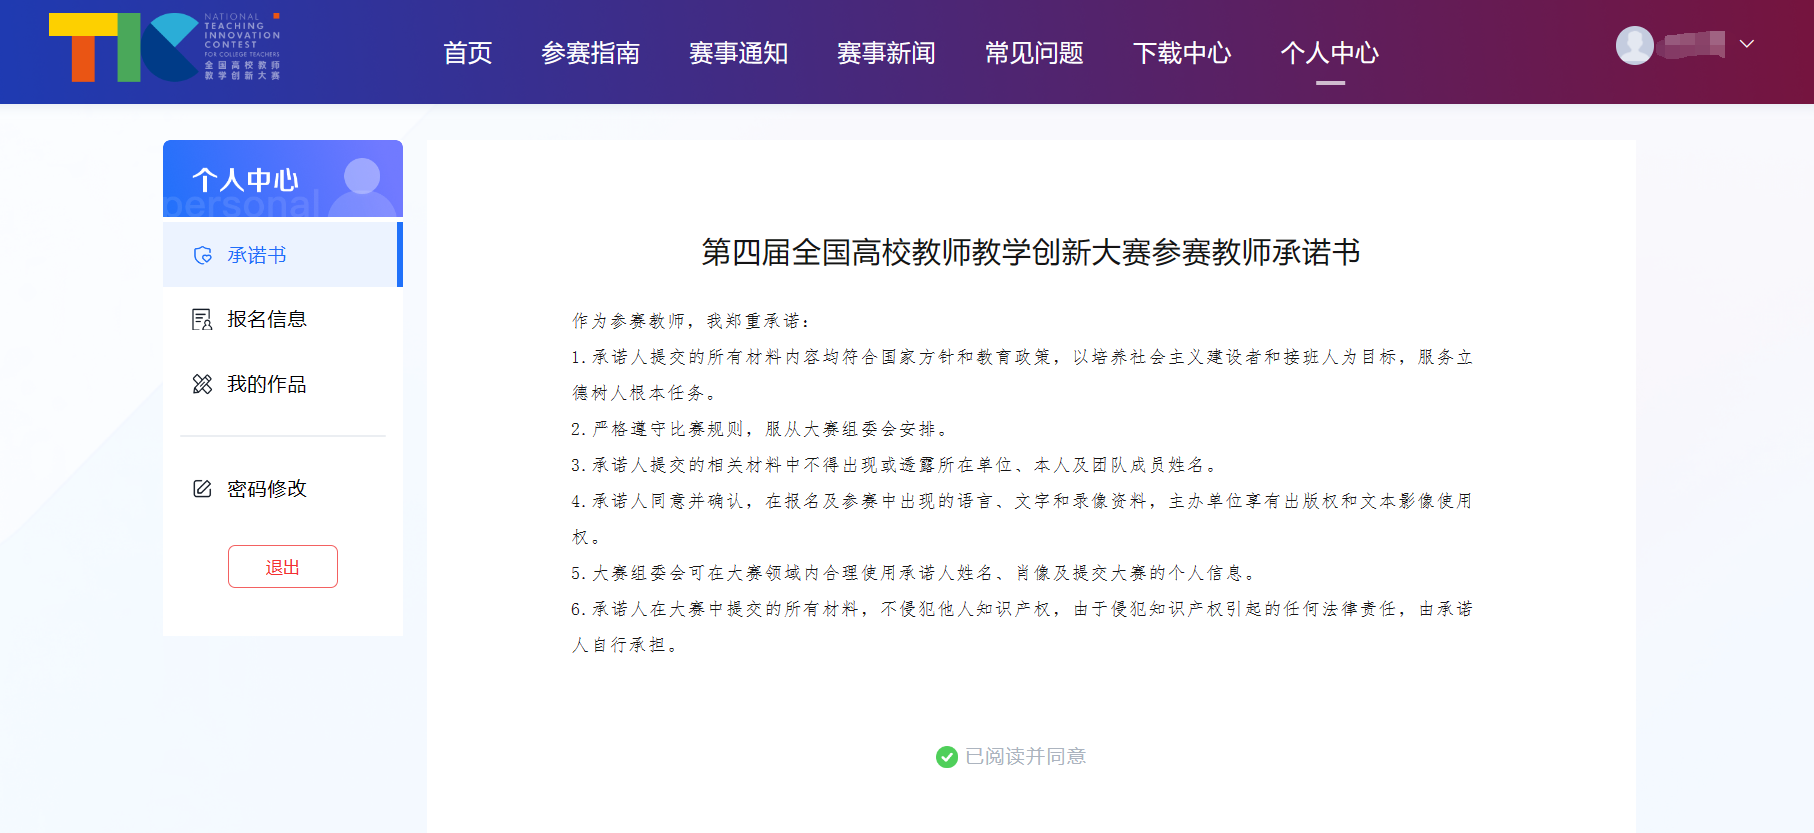 NATIONAL
TEACHING
INNOVATION
CONTEST
FOR COLLEGE TEACHERS
全国高校教师
教学创新大赛
首页 参赛指南 赛事通知 赛事新闻 常见问题 下载中心 个人中心
个人中心
personal
承诺书
报名信息
我的作品
密码修改
退出
第四届全国高校教师教学创新大赛参赛教师承诺书
作为参赛教师，我郑重承诺：
1.承诺人提交的所有材料内容均符合国家方针和教育政策，以培养社会主义建设者和接班人为目标，服务立
德树人根本任务。
2.严格遵守比赛规则，服从大赛组委会安排。
3.承诺人提交的相关材料中不得出现或透露所在单位、本人及团队成员姓名。
4.承诺人同意并确认，在报名及参赛中出现的语言、文字和录像资料，主办单位享有出版权和文本影像使用
权。
5.大赛组委会可在大赛领域内合理使用承诺人姓名、肖像及提交大赛的个人信息。
6.承诺人在大赛中提交的所有材料，不侵犯他人知识产权，由于侵犯知识产权引起的任何法律责任，由承诺
人自行承担。
已阅读并同意